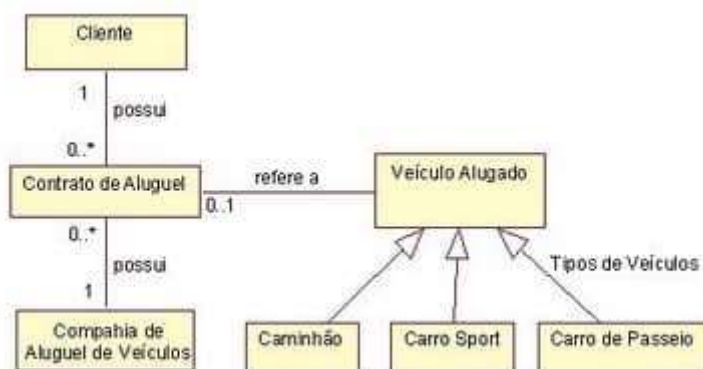 Cliente
1
possui
0..*
Contrato de Aluguel
refere a
0..1
Veículo Alugado
0..*
possui
1
Tipos de Veículos
Compahia de
Aluguel de Veículos
Caminhão
Carro Sport
Carro de Passeio